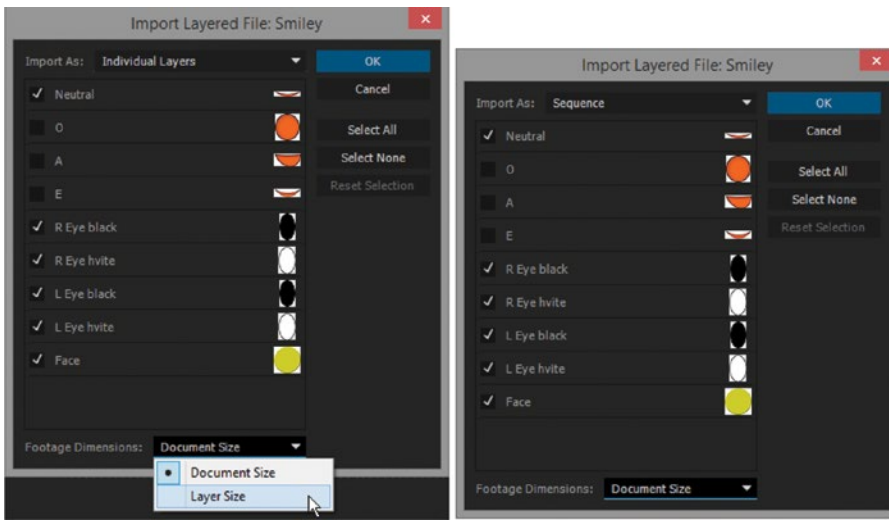 Import Layered File: Smiley
Import As: Individual Layers
OK
Neutral
Cancel
O
Select All
A
Select None
E
Reset Selection
R Eye black
R Eye hvite
L Eye black
L Eye hvite
Face
Footage Dimensions: Document Size
Document Size
Layer Size
Import Layered File: Smiley
Import As: Sequence
OK
Neutral
Cancel
O
Select All
A
Select None
E
Reset Selection
R Eye black
R Eye hvite
L Eye black
L Eye hvite
Face
Footage Dimensions: Document Size